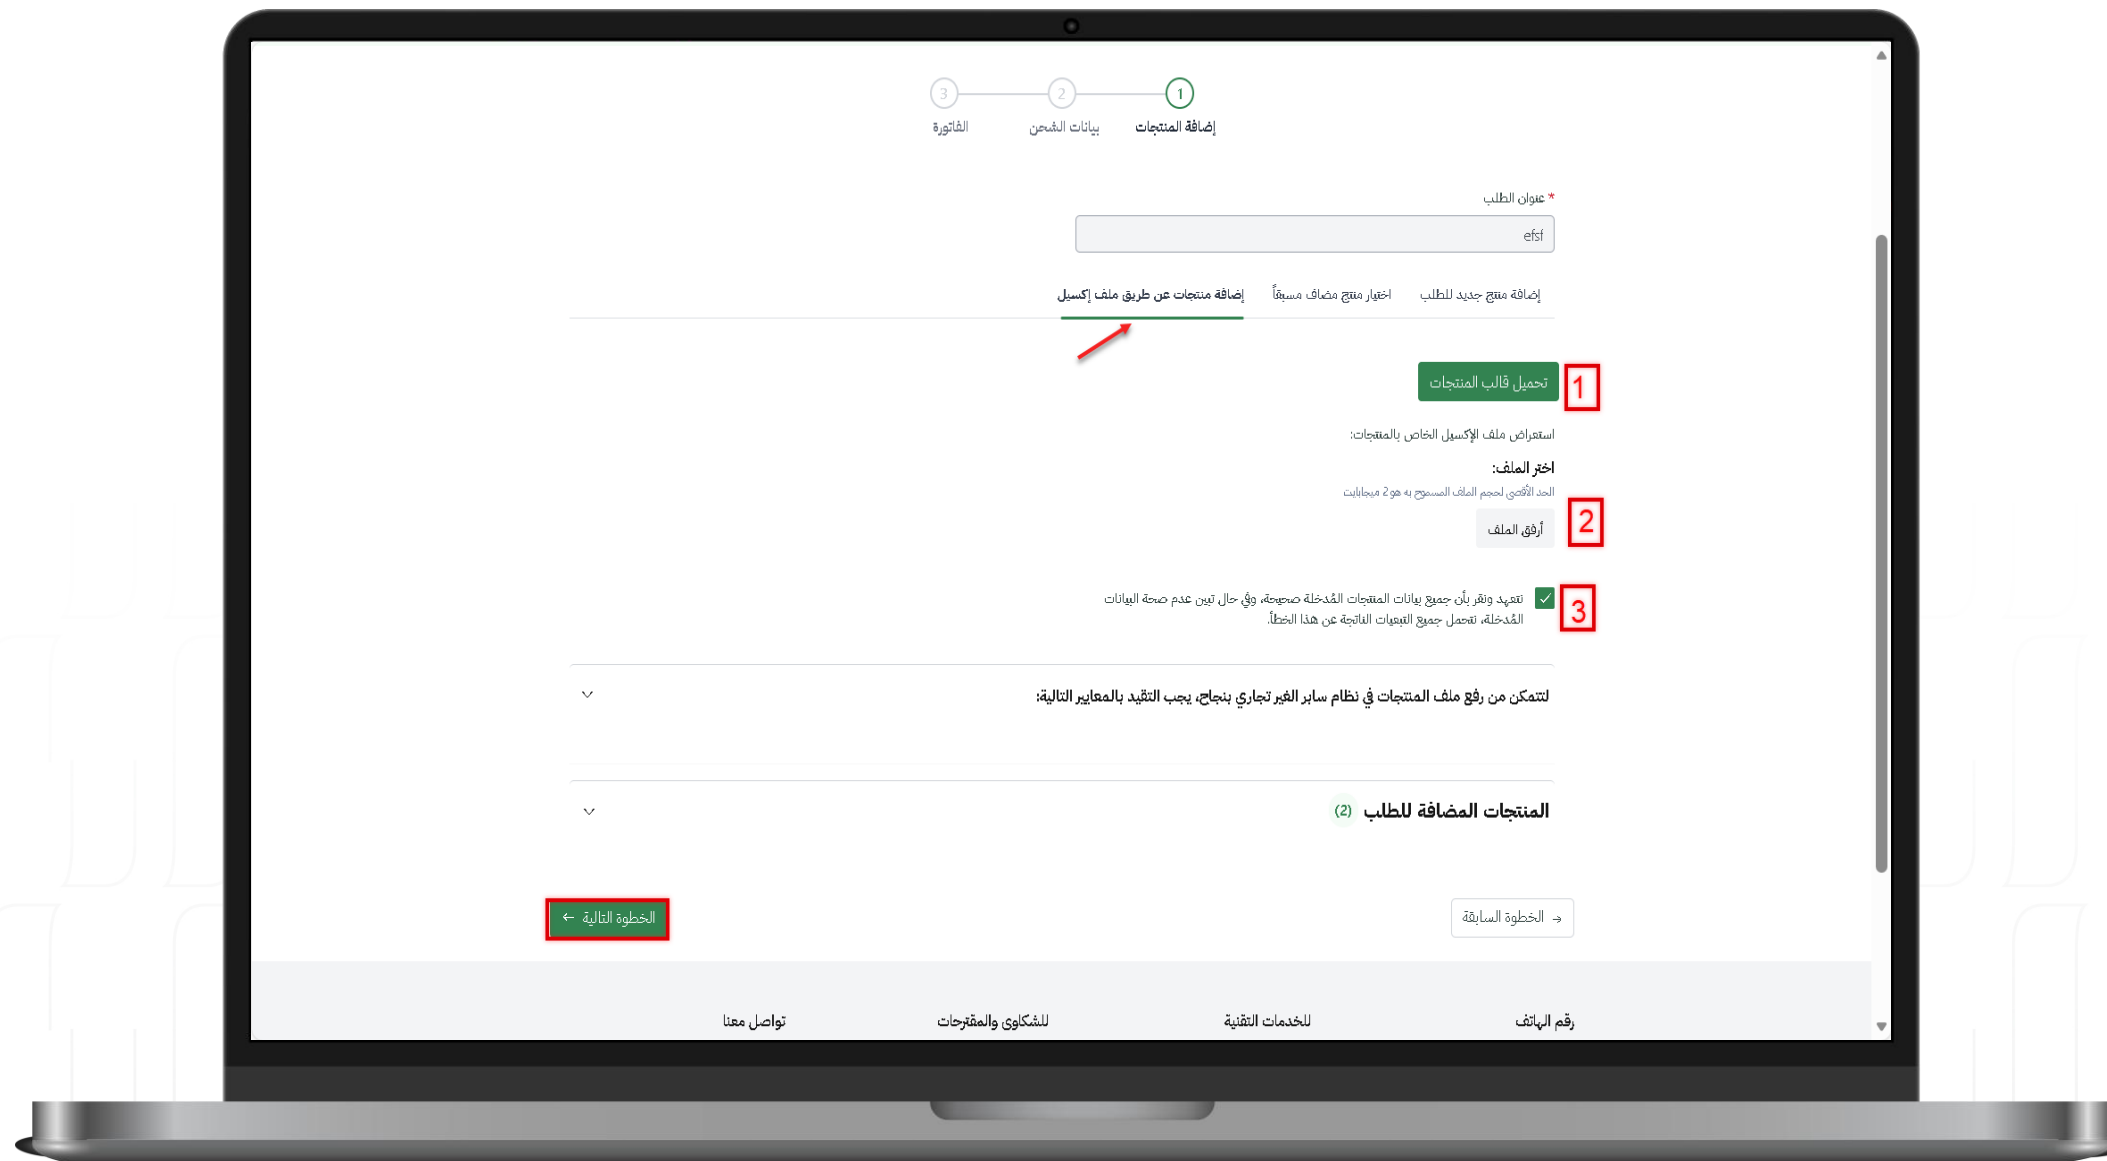 1 2 3
إضافة المنتجات بيانات الشحن الفاتورة
* عنوان الطلب
efsf
إضافة منتج جديد للطلب اختيار منتج مضاف مسبقاً إضافة منتجات عن طريق ملف إكسيل
1 تحميل قالب المنتجات
استعراض ملف الإكسيل الخاص بالمنتجات:
اختر الملف:
الحد الأقصى لحجم الملف المسموح به هو 2 ميجابايت
2 أرفق الملف
3 نتعهد ونقر بأن جميع بيانات المنتجات المُدخلة صحيحة، وفي حال تبين عدم صحة البيانات
المُدخلة، نتحمل جميع التبعيات الناتجة عن هذا الخطأ.
لتتمكن من رفع ملف المنتجات في نظام سابر الغير تجاري بنجاح، يجب التقيد بالمعايير التالية:
المنتجات المضافة للطلب (2)
→ الخطوة السابقة الخطوة التالية ←
رقم الهاتف للخدمات التقنية للشكاوى والمقترحات تواصل معنا